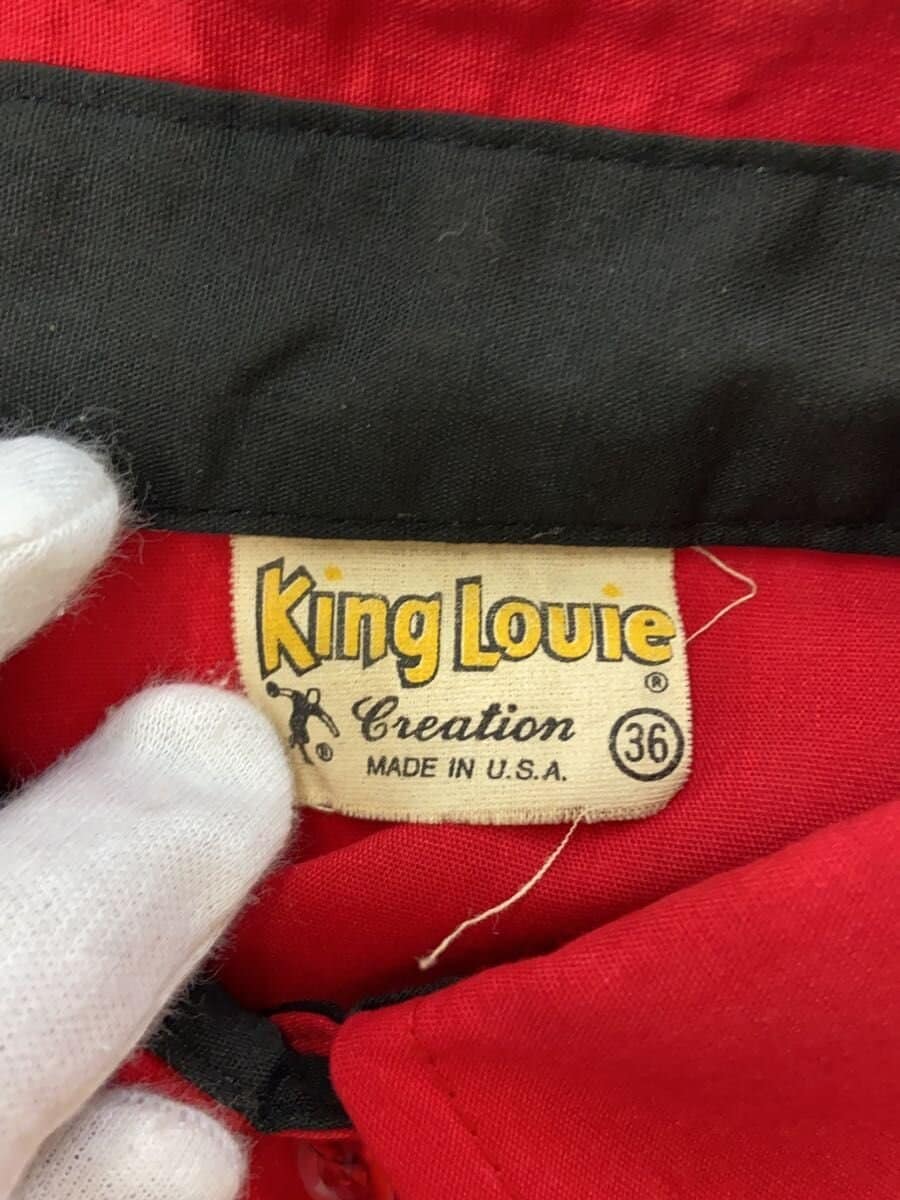 King Louie
®
Creation
®
36
MADE IN U.S.A.